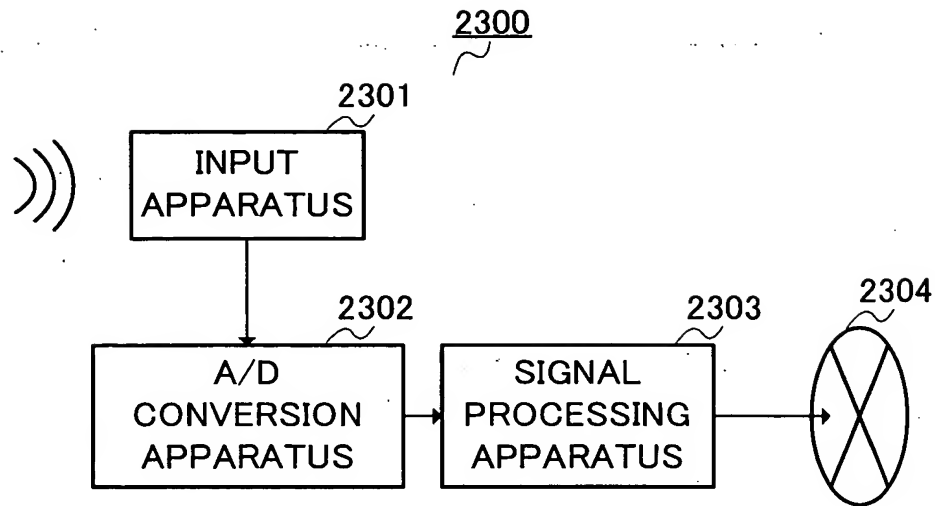 2300
2301
INPUT
APPARATUS
2302
A/D
CONVERSION
APPARATUS
2303
SIGNAL
PROCESSING
APPARATUS
2304